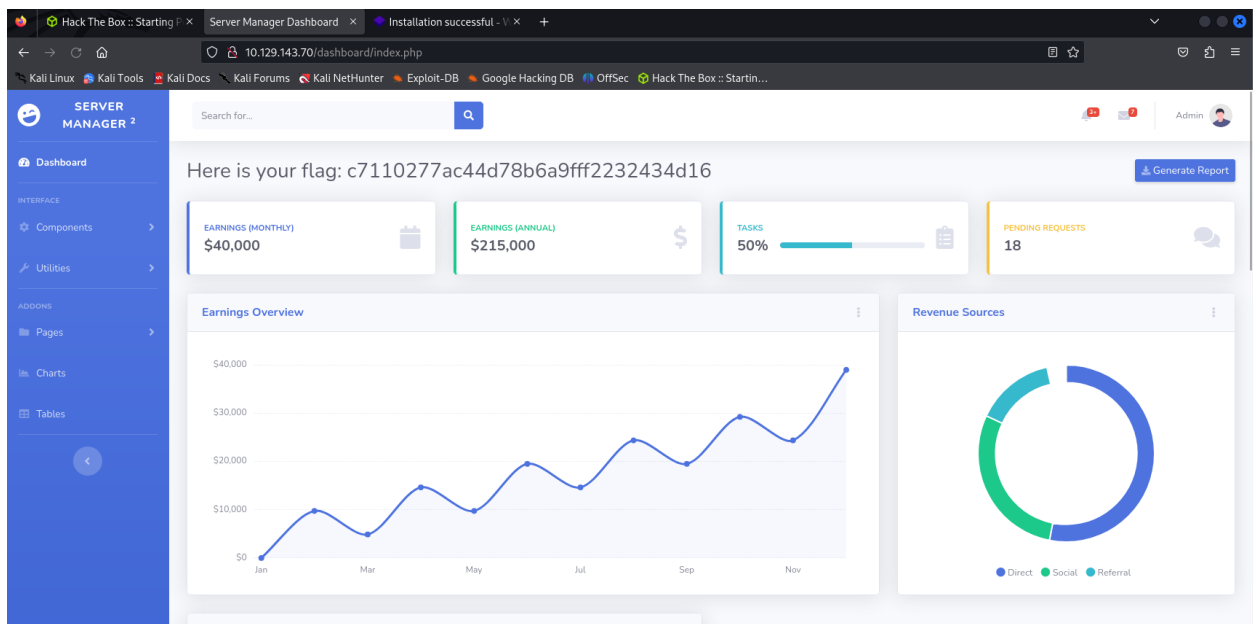 Hack The Box :: Starting P
Server Manager Dashboard
Installation successful - W
10.129.143.70/dashboard/index.php
Kali Linux Kali Tools Kali Docs Kali Forums Kali NetHunter Exploit-DB Google Hacking DB OffSec Hack The Box :: Startin…
SERVER
MANAGER 2
Search for...
3+
7
Admin
Dashboard
Here is your flag: c7110277ac44d78b6a9fff2232434d16
Generate Report
INTERFACE
Components
Utilities
ADDONS
Pages
Charts
Tables
EARNINGS (MONTHLY)
$40,000
EARNINGS (ANNUAL)
$215,000
TASKS
50%
PENDING REQUESTS
18
Earnings Overview
$40,000
$30,000
$20,000
$10,000
$0
Jan Mar May Jul Sep Nov
Revenue Sources
Direct Social Referral